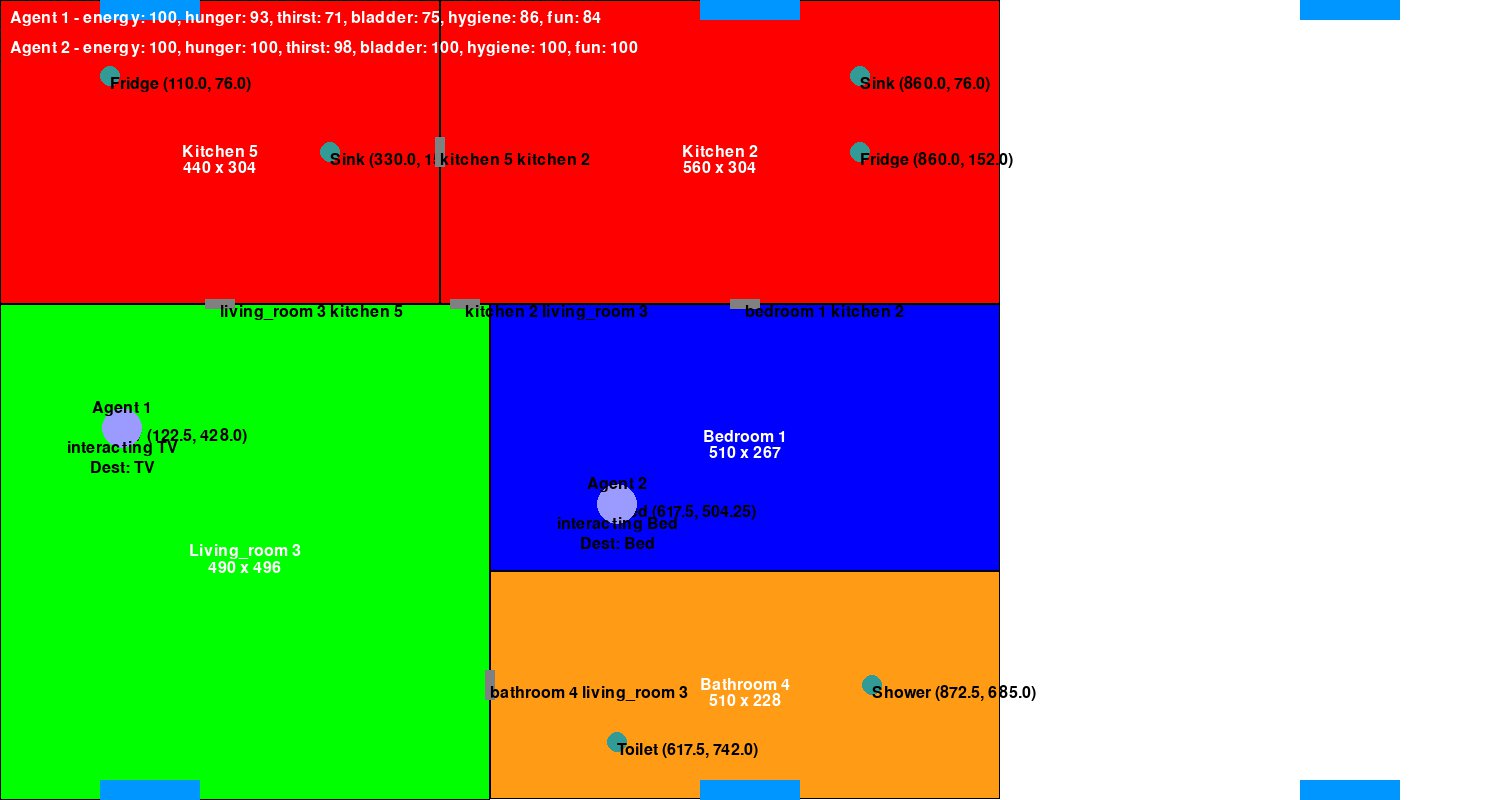 Agent 1 - energy: 100, hunger: 93, thirst: 71, bladder: 75, hygiene: 86, fun: 84
Agent 2 - energy: 100, hunger: 100, thirst: 98, bladder: 100, hygiene: 100, fun: 100
Fridge (110.0, 76.0)
Sink (860.0, 76.0)
Kitchen 5
440 x 304
Sink (330.0,
kitchen 5 kitchen 2
Kitchen 2
560 x 304
Fridge (860.0, 152.0)
living_room 3 kitchen 5
kitchen 2 living_room 3
bedroom 1 kitchen 2
Agent 1
(122.5, 428.0)
interacting TV
Dest: TV
Bedroom 1
510 x 267
Agent 2
(617.5, 504.25)
interacting Bed
Dest: Bed
Living_room 3
490 x 496
bathroom 4 living_room 3
Bathroom 4
510 x 228
Shower (872.5, 685.0)
Toilet (617.5, 742.0)